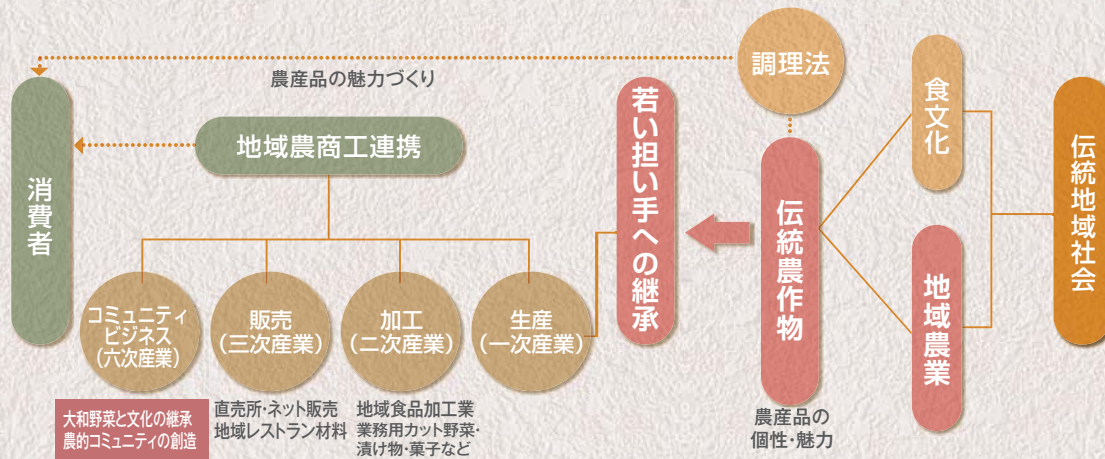 調理法
農産品の魅力づくり
消費者
地域農商工連携
若い担い手への継承
伝統農作物
食文化
地域農業
伝統地域社会
コミュニティ
ビジネス
(六次産業)
販売
(三次産業)
加工
(二次産業)
生産
(一次産業)
大和野菜と文化の継承
農的コミュニティの創造
直売所・ネット販売
地域レストラン材料
地域食品加工業
業務用カット野菜・
漬け物・菓子など
農産品の
個性・魅力